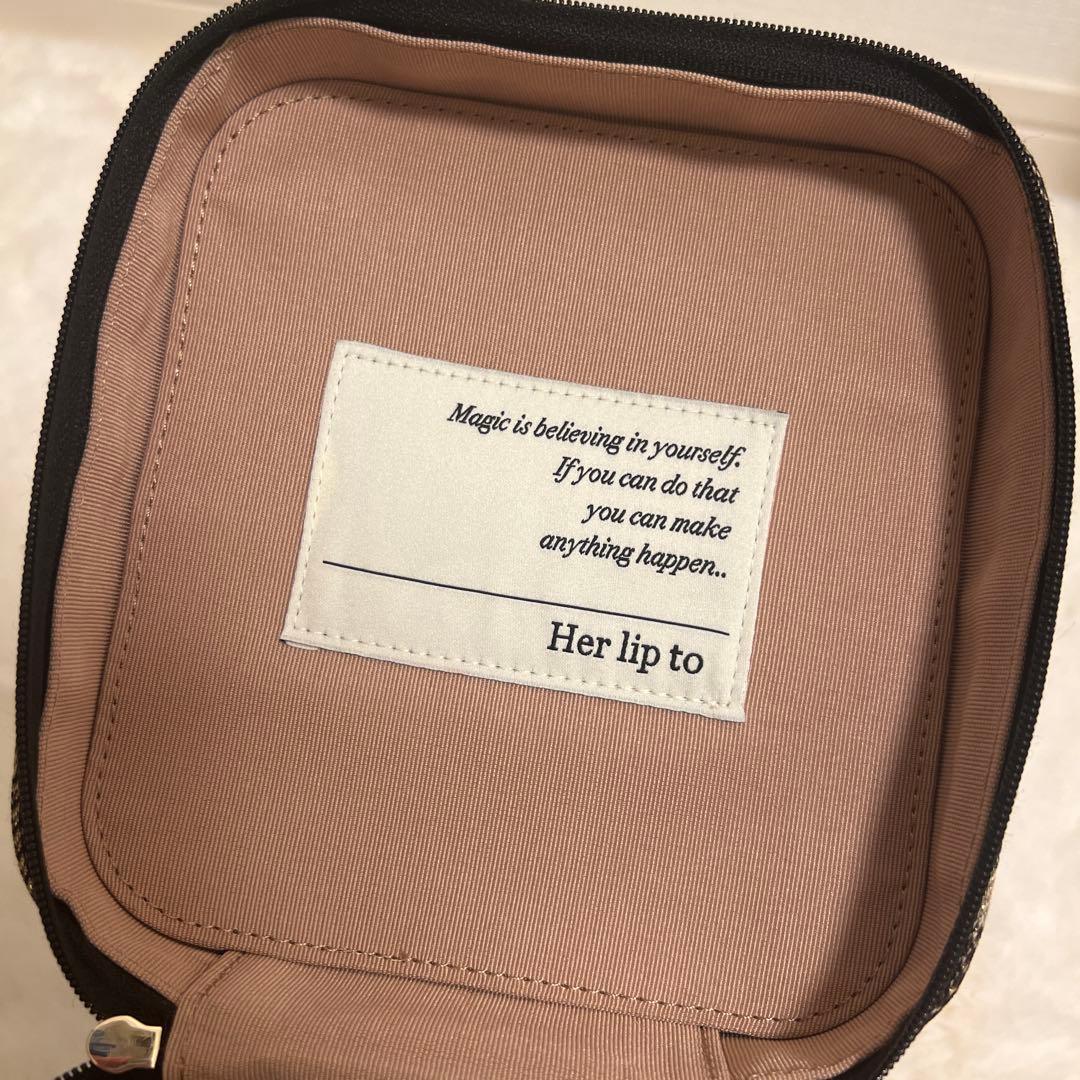 Magic is believing in yourself.
If you can do that
you can make
anything happen..
Her lip to